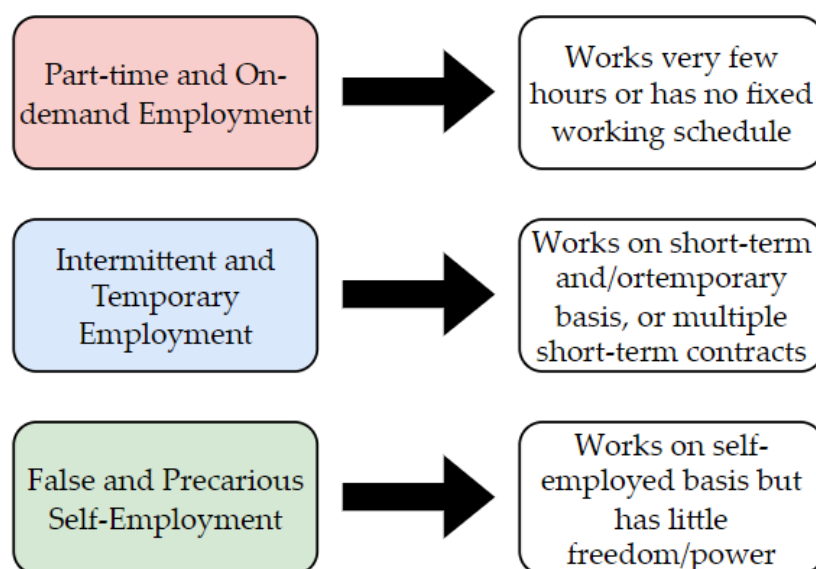 Part-time and On-
demand Employment
Works very few
hours or has no fixed
working schedule
Intermittent and
Temporary
Employment
Works on short-term
and/ortemporary
basis, or multiple
short-term contracts
False and Precarious
Self-Employment
Works on self-
employed basis but
has little
freedom/power